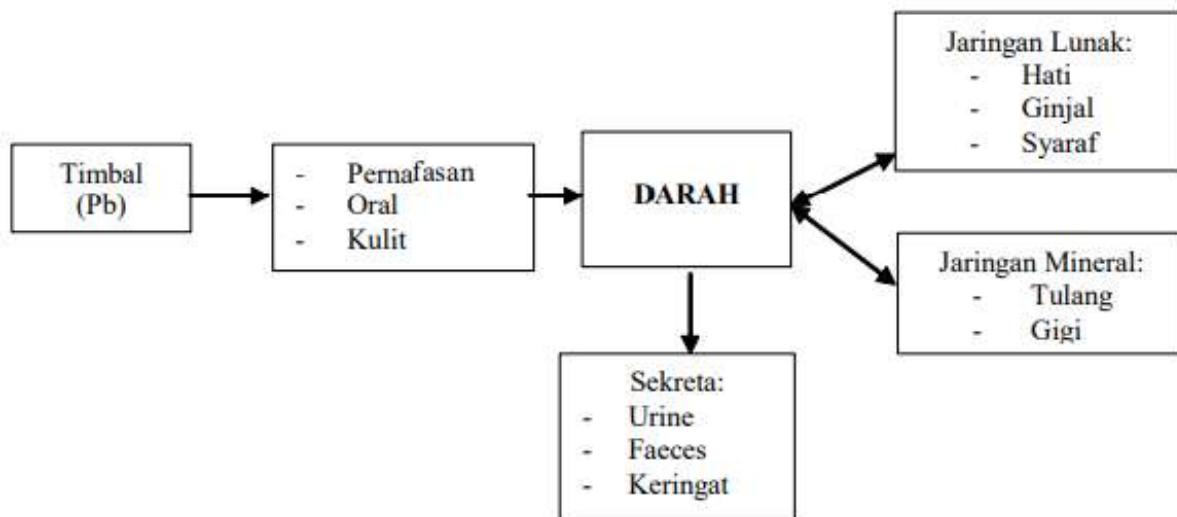 Timbal
(Pb)
- Pernafasan
- Oral
- Kulit
DARAH
Jaringan Lunak:
- Hati
- Ginjal
- Syaraf
Jaringan Mineral:
- Tulang
- Gigi
Sekreta:
- Urine
- Faeces
- Keringat